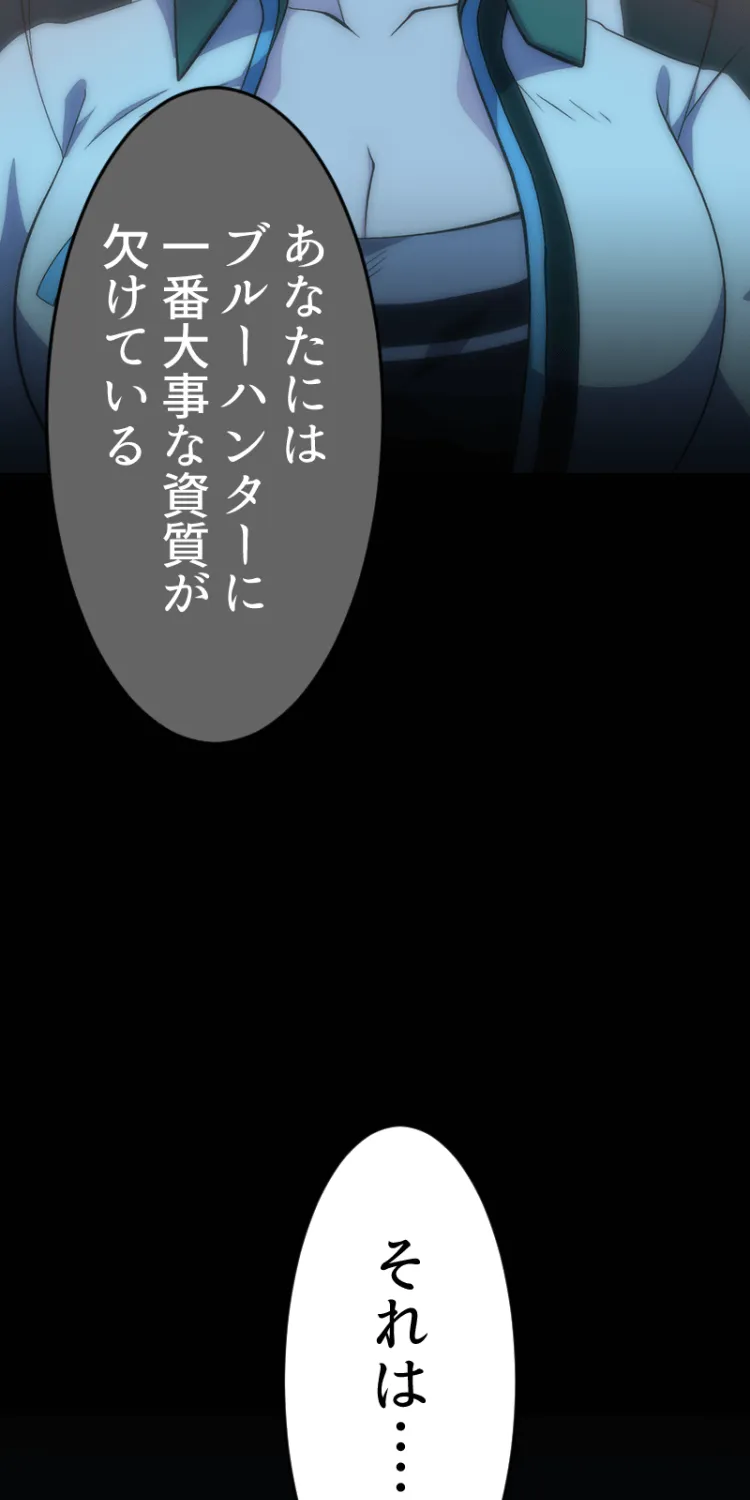 あなたには
ブルーハンターに
一番大事な資質が
欠けている
それは……